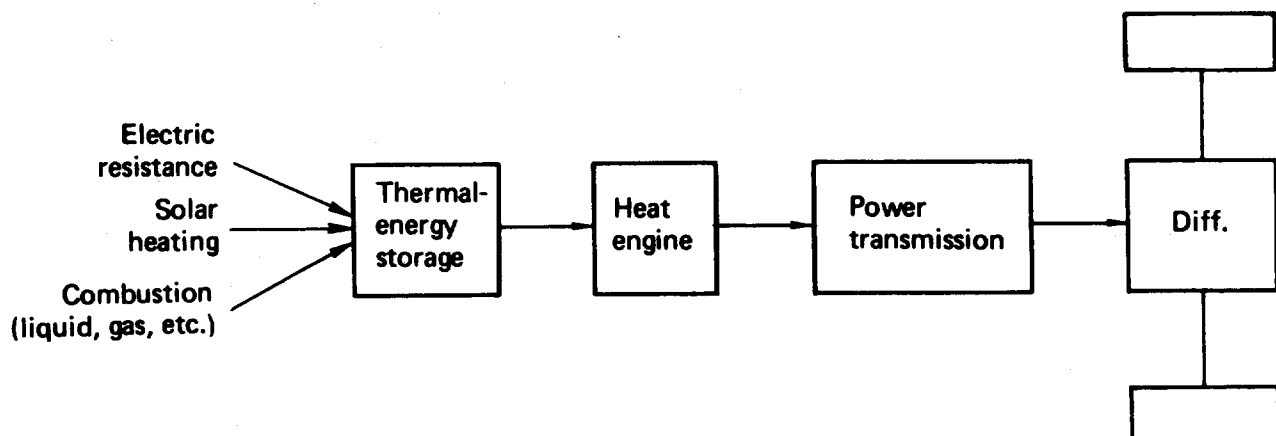 Electric
resistance
Solar
heating
Combustion
(liquid, gas, etc.)
Thermal-
energy
storage
Heat
engine
Power
transmission
Diff.